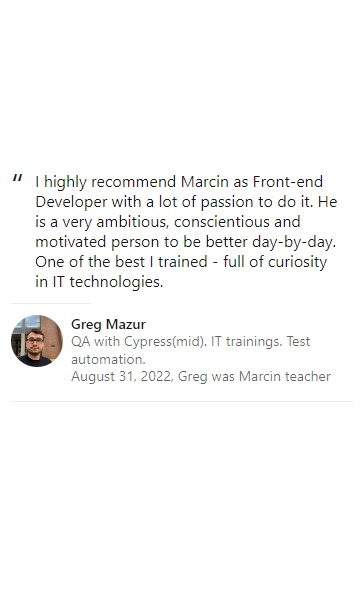 "
I highly recommend Marcin as Front-end
Developer with a lot of passion to do it. He
is a very ambitious, conscientious and
motivated person to be better day-by-day.
One of the best I trained - full of curiosity
in IT technologies.
Greg Mazur
QA with Cypress(mid). IT trainings. Test
automation.
August 31, 2022, Greg was Marcin teacher